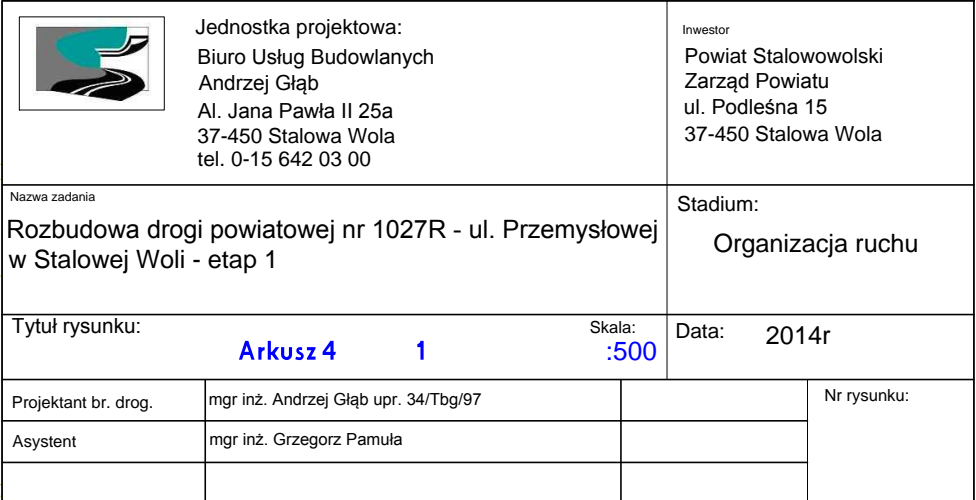 Jednostka projektowa:
Biuro Usług Budowlanych
Andrzej Głąb
Al. Jana Pawła II 25a
37-450 Stalowa Wola
tel. 0-15 642 03 00
Inwestor
Powiat Stalowowolski
Zarząd Powiatu
ul. Podleśna 15
37-450 Stalowa Wola
Nazwa zadania
Rozbudowa drogi powiatowej nr 1027R - ul. Przemysłowej
w Stalowej Woli - etap 1
Stadium:
Organizacja ruchu
Tytuł rysunku:
Arkusz 4 1
Skala:
:500
Data: 2014r
Projektant br. drog. mgr inż. Andrzej Głąb upr. 34/Tbg/97
Nr rysunku:
Asystent mgr inż. Grzegorz Pamuła